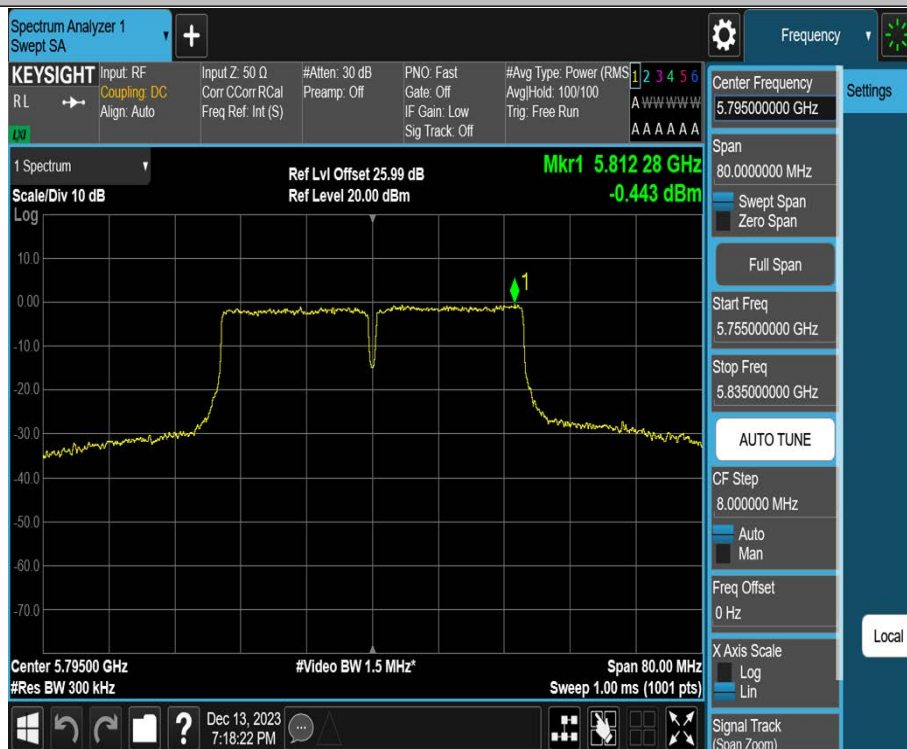 Spectrum Analyzer 1
Swept SA
+
Frequency
KEYSIGHT
RL
LXI
Input: RF
Coupling: DC
Align: Auto
Input Z: 50 Ω
Corr CCorr RCal
Freq Ref: Int (S)
#Atten: 30 dB
Preamp: Off
PNO: Fast
Gate: Off
IF Gain: Low
Sig Track: Off
#Avg Type: Power (RMS
Avg|Hold: 100/100
Trig: Free Run
1 2 3 4 5 6
A W W W W W
A A A A A A
Center Frequency
5.795000000 GHz
Settings
1 Spectrum
Scale/Div 10 dB
Log
Ref Lvl Offset 25.99 dB
Ref Level 20.00 dBm
Mkr1 5.812 28 GHz
-0.443 dBm
1
10.0
0.00
-10.0
-20.0
-30.0
-40.0
-50.0
-60.0
-70.0
Span
80.0000000 MHz
Swept Span
Zero Span
Full Span
Start Freq
5.755000000 GHz
Stop Freq
5.835000000 GHz
AUTO TUNE
CF Step
8.000000 MHz
Auto
Man
Freq Offset
0 Hz
X Axis Scale
Log
Lin
Local
Signal Track
(Span Zoom)
Center 5.79500 GHz
#Res BW 300 kHz
#Video BW 1.5 MHz*
Span 80.00 MHz
Sweep 1.00 ms (1001 pts)
?
Dec 13, 2023
7:18:22 PM